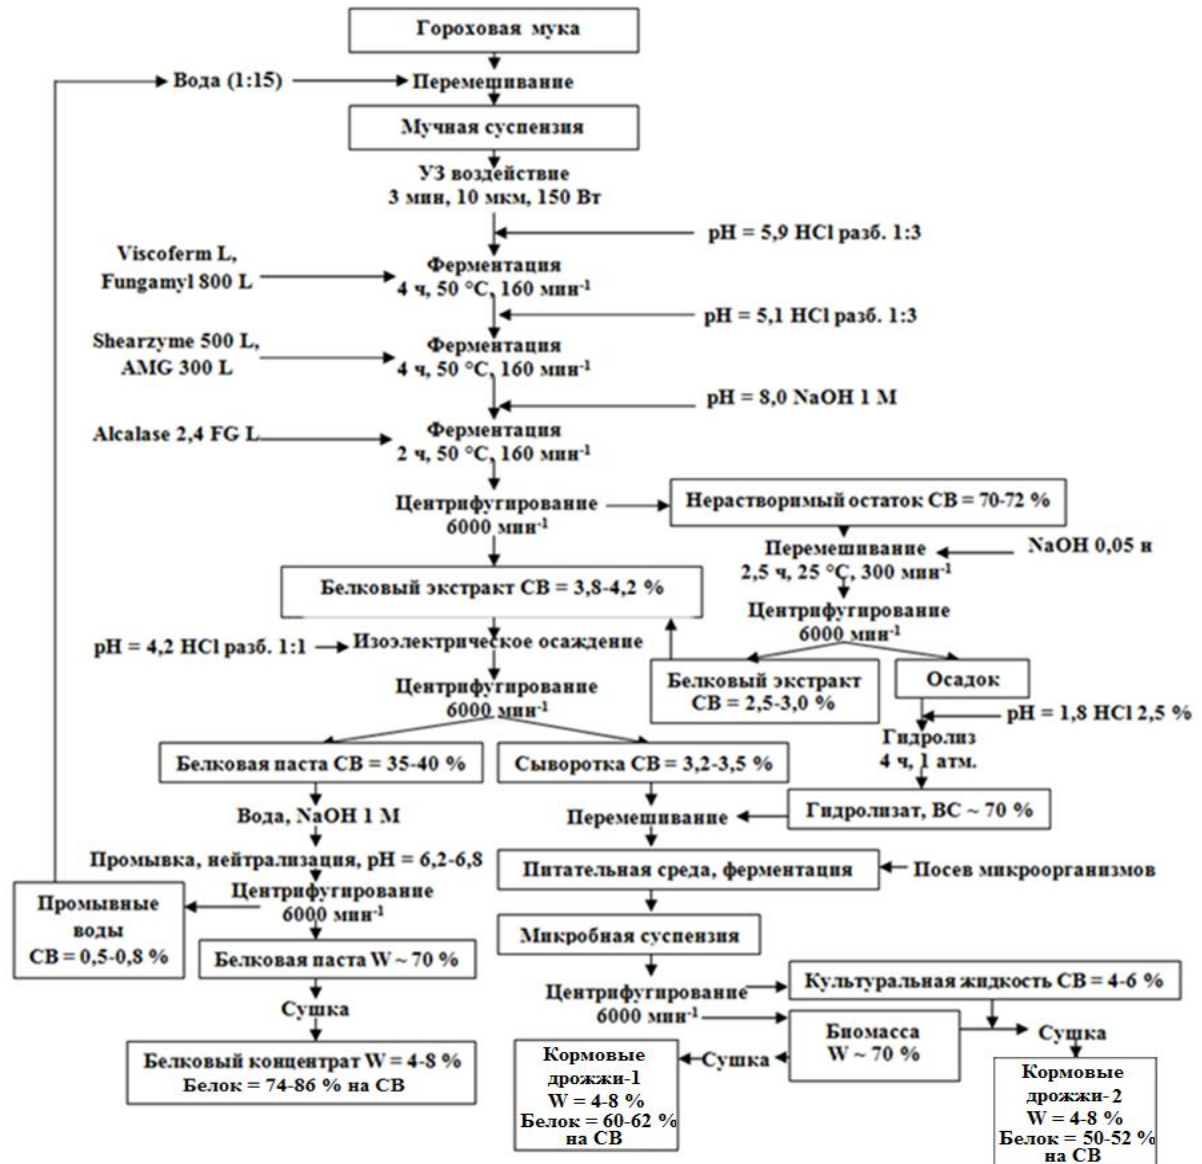 Гороховая мука
Вода (1:15)
Перемешивание
Мучная суспензия
УЗ воздействие
3 мин, 10 мкм, 150 Вт
pH = 5,9 HCl разб. 1:3
Viscoferm L,
Fungamyl 800 L
Ферментация
4 ч, 50 °C, 160 мин-1
pH = 5,1 HCl разб. 1:3
Shearzyme 500 L,
AMG 300 L
Ферментация
4 ч, 50 °C, 160 мин-1
pH = 8,0 NaOH 1 М
Alcalase 2,4 FG L
Ферментация
2 ч, 50 °C, 160 мин-1
Центрифугирование
6000 мин-1
Нерастворимый остаток СВ = 70-72 %
Перемешивание
2,5 ч, 25 °C, 300 мин-1
NaOH 0,05 н
Центрифугирование
6000 мин-1
Белковый экстракт СВ = 3,8-4,2 %
pH = 4,2 HCl разб. 1:1
Изоэлектрическое осаждение
Белковый экстракт
СВ = 2,5-3,0 %
Осадок
pH = 1,8 HCl 2,5 %
Гидролиз
4 ч, 1 атм.
Центрифугирование
6000 мин-1
Белковая паста СВ = 35-40 %
Сыворотка СВ = 3,2-3,5 %
Гидролизат, ВС ~ 70 %
Вода, NaOH 1 М
Перемешивание
Промывка, нейтрализация, pH = 6,2-6,8
Питательная среда, ферментация
Посев микроорганизмов
Центрифугирование
6000 мин-1
Промывные
воды
СВ = 0,5-0,8 %
Белковая паста W ~ 70 %
Микробная суспензия
Сушка
Белковый концентрат W = 4-8 %
Белок = 74-86 % на СВ
Центрифугирование
6000 мин-1
Культуральная жидкость СВ = 4-6 %
Биомасса
W ~ 70 %
Сушка
Сушка
Кормовые
дрожжи-1
W = 4-8 %
Белок = 60-62 %
на СВ
Кормовые
дрожжи-2
W = 4-8 %
Белок = 50-52 %
на СВ